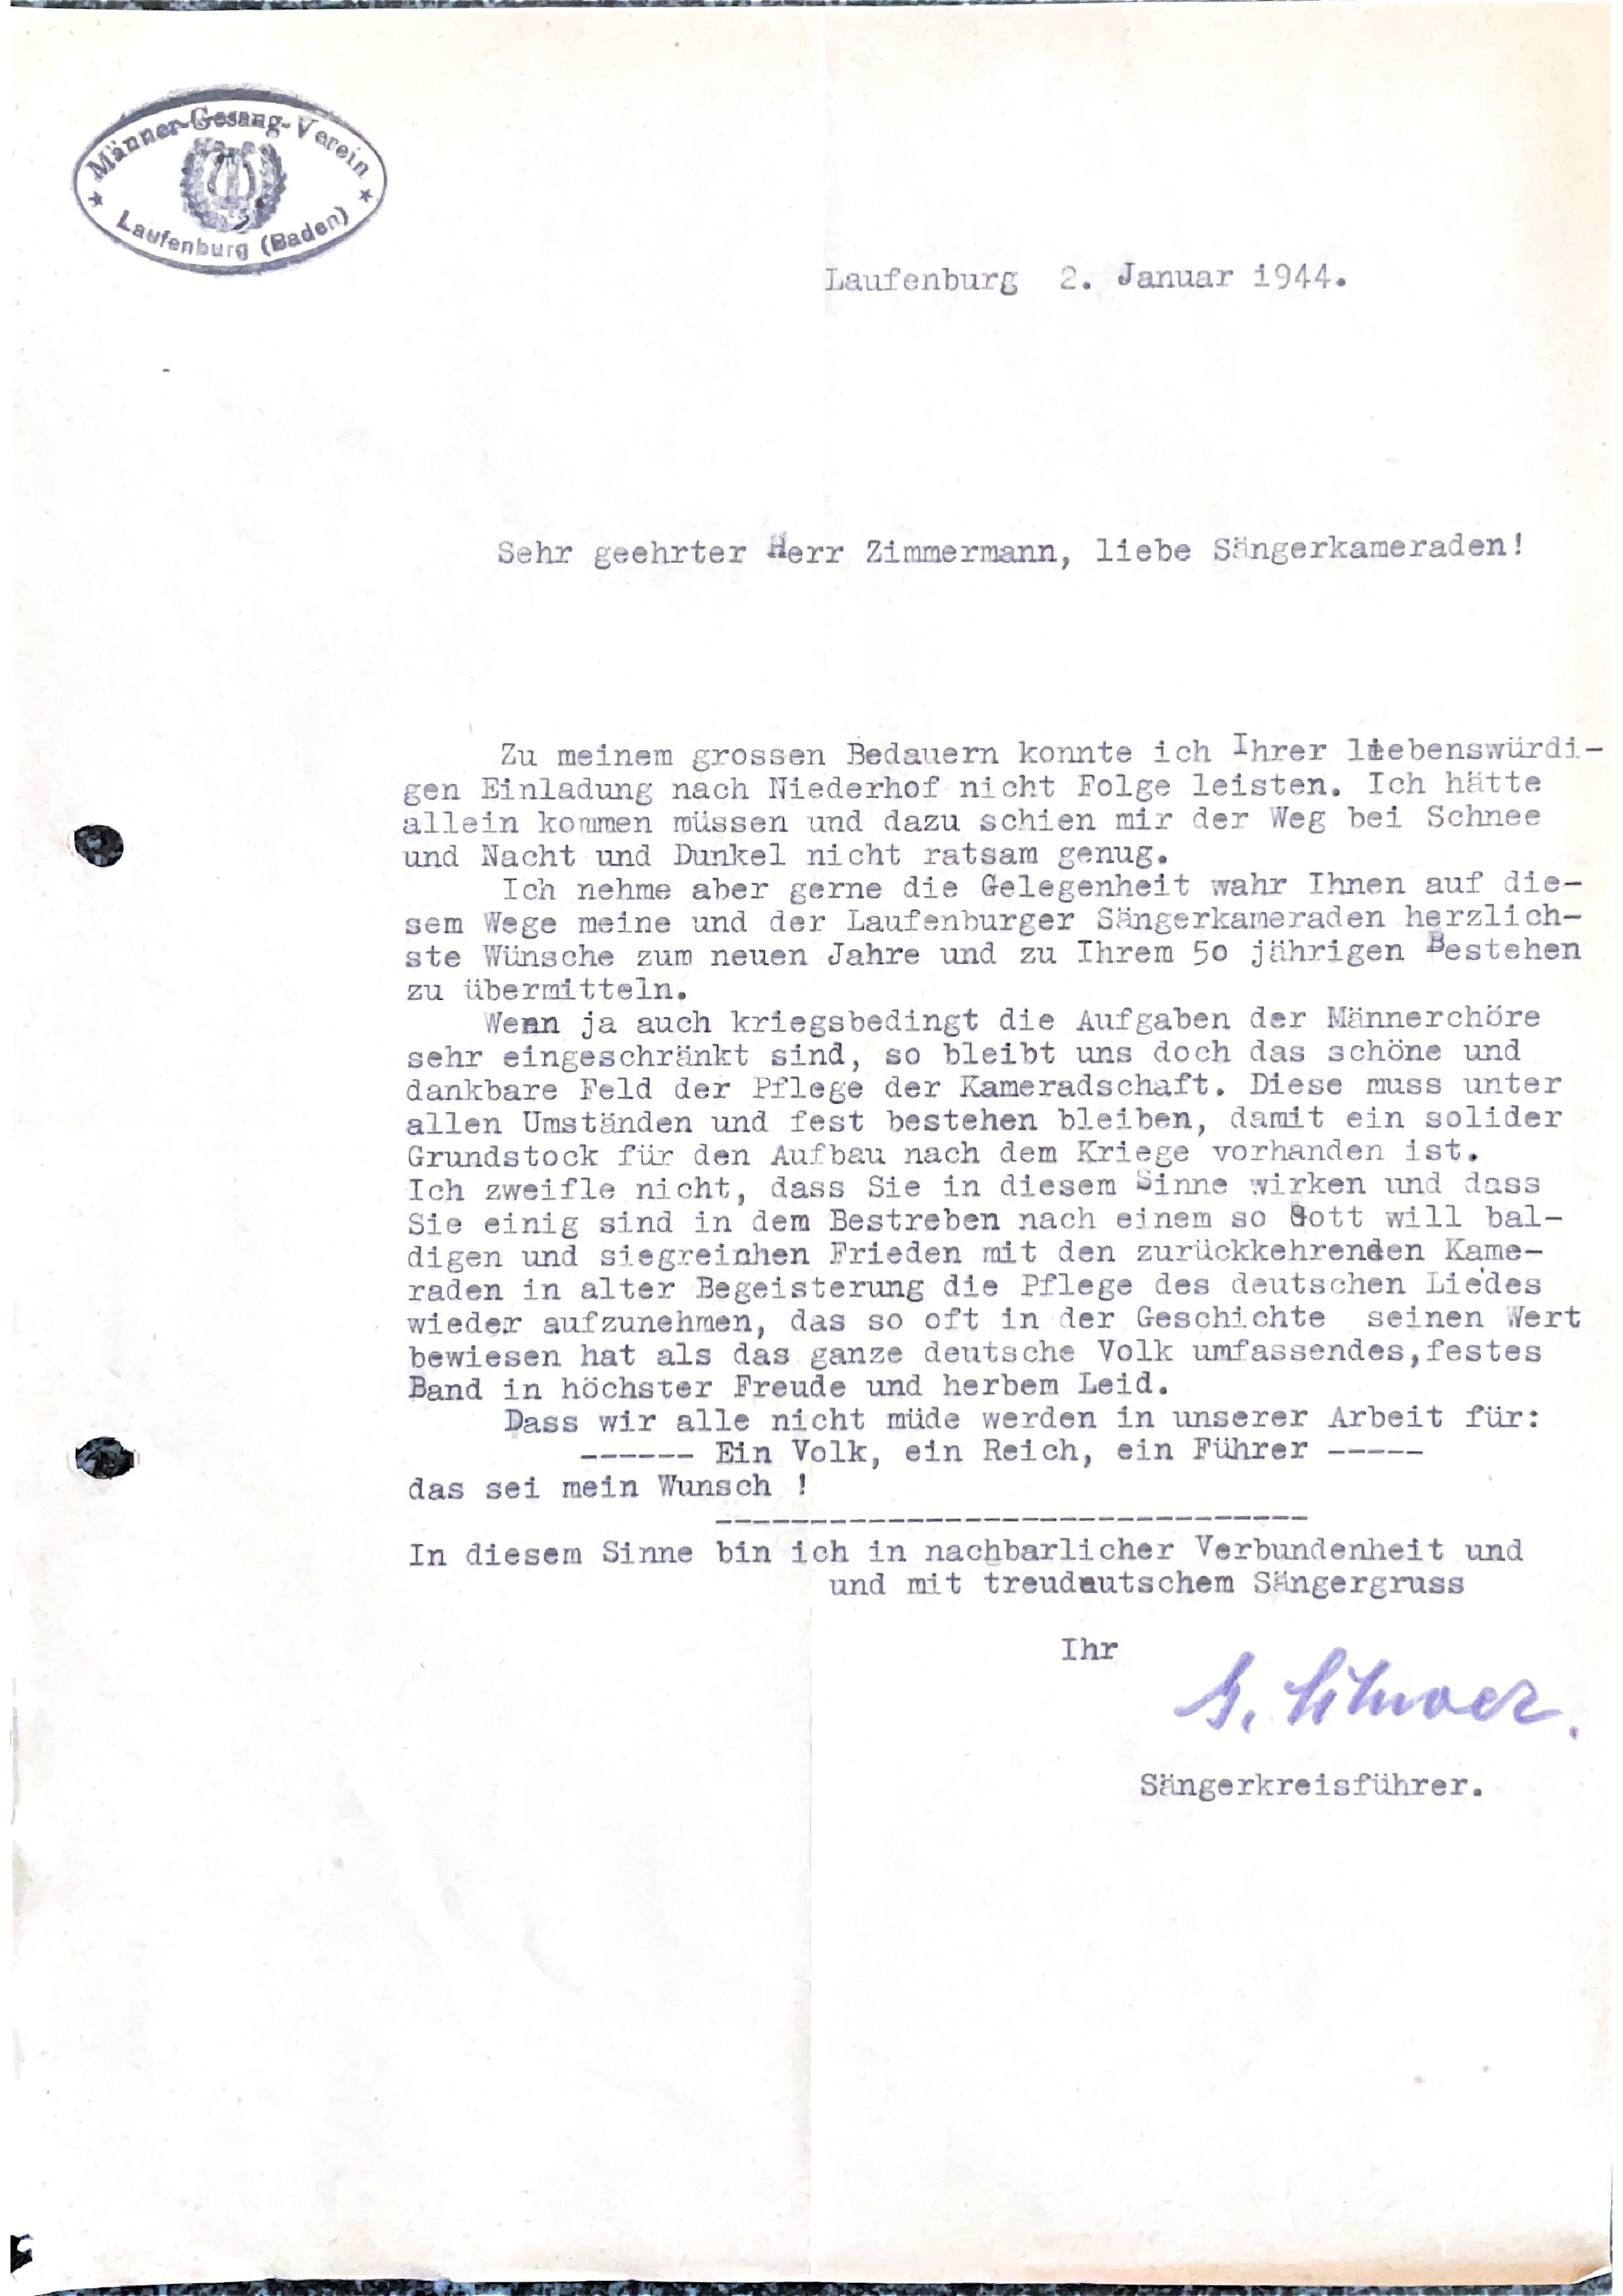 Männer-Gesang-Verein
Laufenburg (Baden)
Laufenburg 2. Januar 1944.
Sehr geehrter Herr Zimmermann, liebe Sängerkameraden!
Zu meinem grossen Bedauern konnte ich Ihrer liebenswürdi-
gen Einladung nach Niederhof nicht Folge leisten. Ich hätte
allein kommen müssen und dazu schien mir der Weg bei Schnee
und Nacht und Dunkel nicht ratsam genug.
Ich nehme aber gerne die Gelegenheit wahr Ihnen auf die-
sem Wege meine und der Laufenburger Sängerkameraden herzlich-
ste Wünsche zum neuen Jahre und zu Ihrem 50 jährigen Bestehen
zu übermitteln.
Wenn ja auch kriegsbedingt die Aufgaben der Männerchöre
sehr eingeschränkt sind, so bleibt uns doch das schöne und
dankbare Feld der Pflege der Kameradschaft. Diese muss unter
allen Umständen und fest bestehen bleiben, damit ein solider
Grundstock für den Aufbau nach dem Kriege vorhanden ist.
Ich zweifle nicht, dass Sie in diesem Sinne wirken und dass
Sie einig sind in dem Bestreben nach einem so Gott will bal-
digen und siegreichen Frieden mit den zurückkehrenden Kame-
raden in alter Begeisterung die Pflege des deutschen Liedes
wieder aufzunehmen, das so oft in der Geschichte seinen Wert
bewiesen hat als das ganze deutsche Volk umfassendes,festes
Band in höchster Freude und herbem Leid.
Dass wir alle nicht müde werden in unserer Arbeit für:
------ Ein Volk, ein Reich, ein Führer -----
das sei mein Wunsch !
-------------------------------
In diesem Sinne bin ich in nachbarlicher Verbundenheit und
und mit treudeutschem Sängergruss
Ihr
Sängerkreisführer.